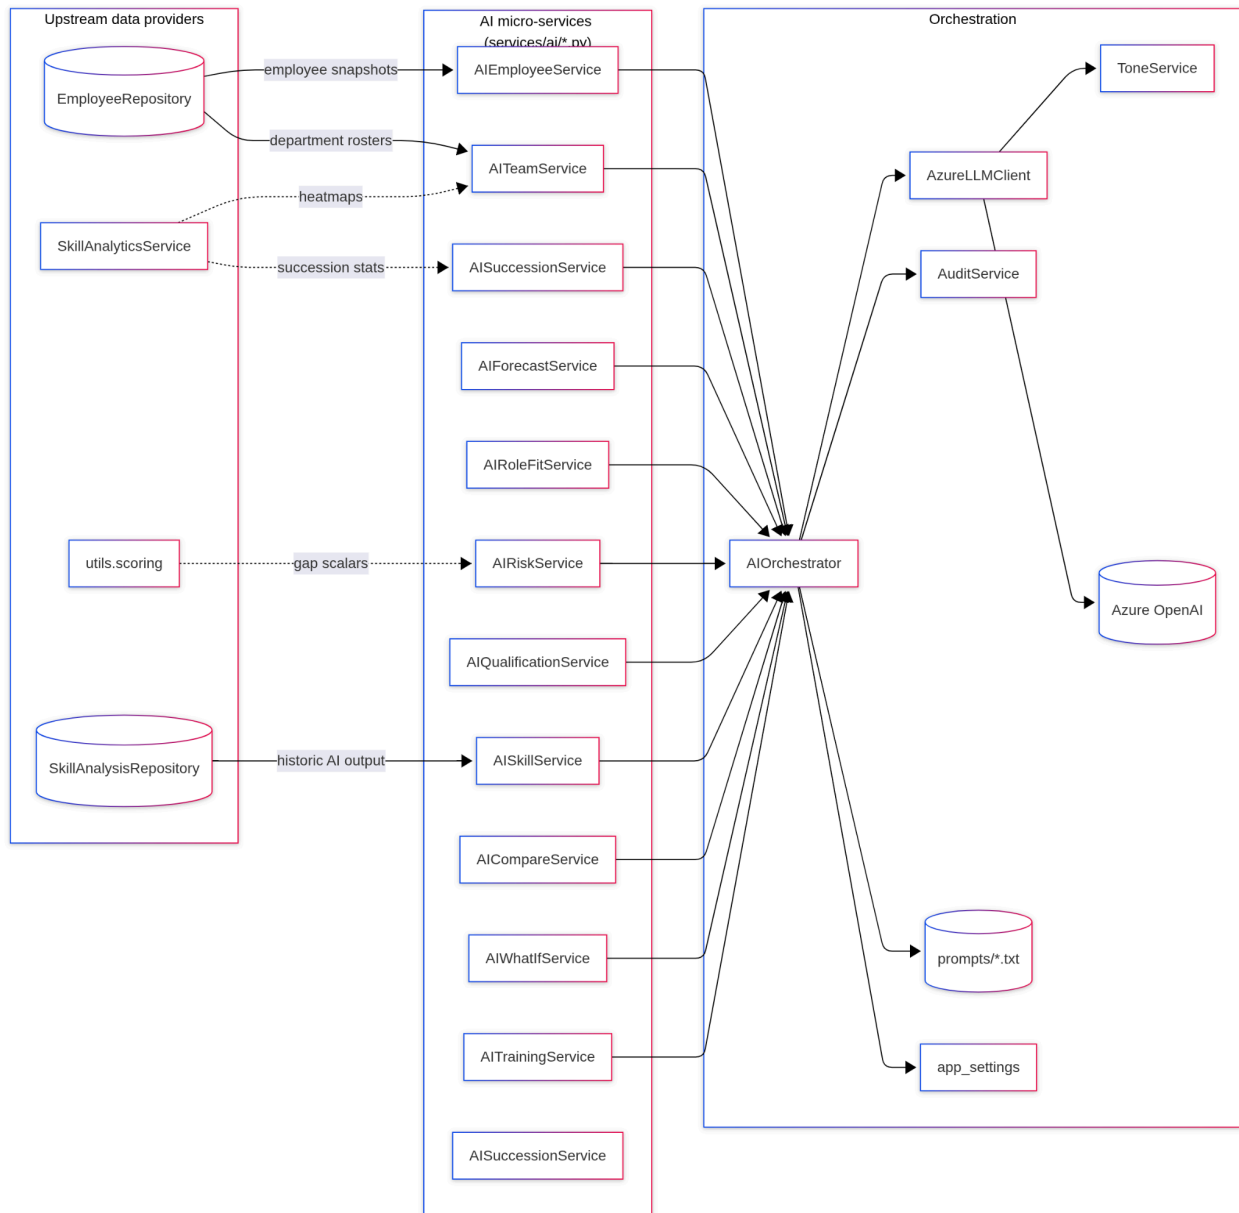 Upstream data providers
EmployeeRepository
SkillAnalyticsService
utils.scoring
SkillAnalysisRepository
employee snapshots
department rosters
heatmaps
succession stats
gap scalars
historic AI output
AI micro-services
(services/ai/*.py)
AIEmployeeService
AITeamService
AISuccessionService
AIForecastService
AIRoleFitService
AIRiskService
AIQualificationService
AISkillService
AICompareService
AIWhatIfService
AITrainingService
AISuccessionService
Orchestration
ToneService
AzureLLMClient
AuditService
AIOrchestrator
Azure OpenAI
prompts/*.txt
app_settings